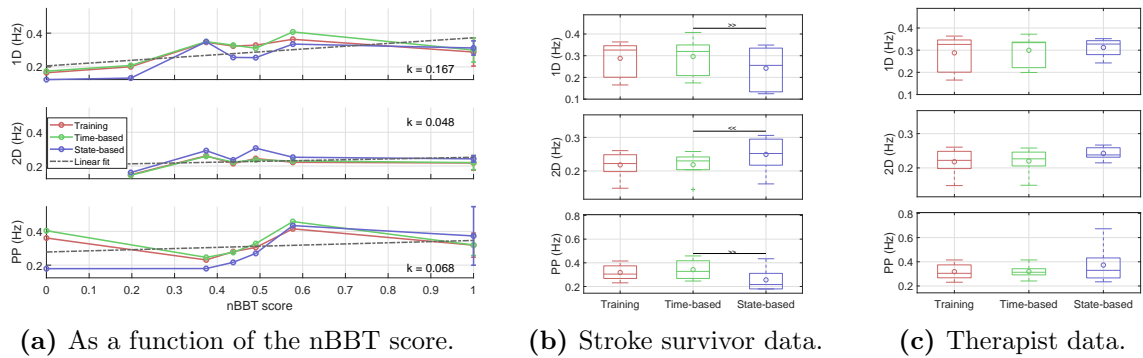 1D (Hz)
0.4
0.2
k = 0.167
2D (Hz)
0.4
0.2
k = 0.048
Training
Time-based
State-based
Linear fit
PP (Hz)
0.4
0.2
k = 0.068
0 0.1 0.2 0.3 0.4 0.5 0.6 0.7 0.8 0.9 1
nBBT score
(a) As a function of the nBBT score.
1D (Hz)
0.4
0.3
0.2
0.1
>>
2D (Hz)
0.3
0.2
<<
PP (Hz)
0.8
0.6
0.4
0.2
>>
Training Time-based State-based
(b) Stroke survivor data.
1D (Hz)
0.4
0.3
0.2
0.1
2D (Hz)
0.3
0.2
PP (Hz)
0.8
0.6
0.4
0.2
Training Time-based State-based
(c) Therapist data.